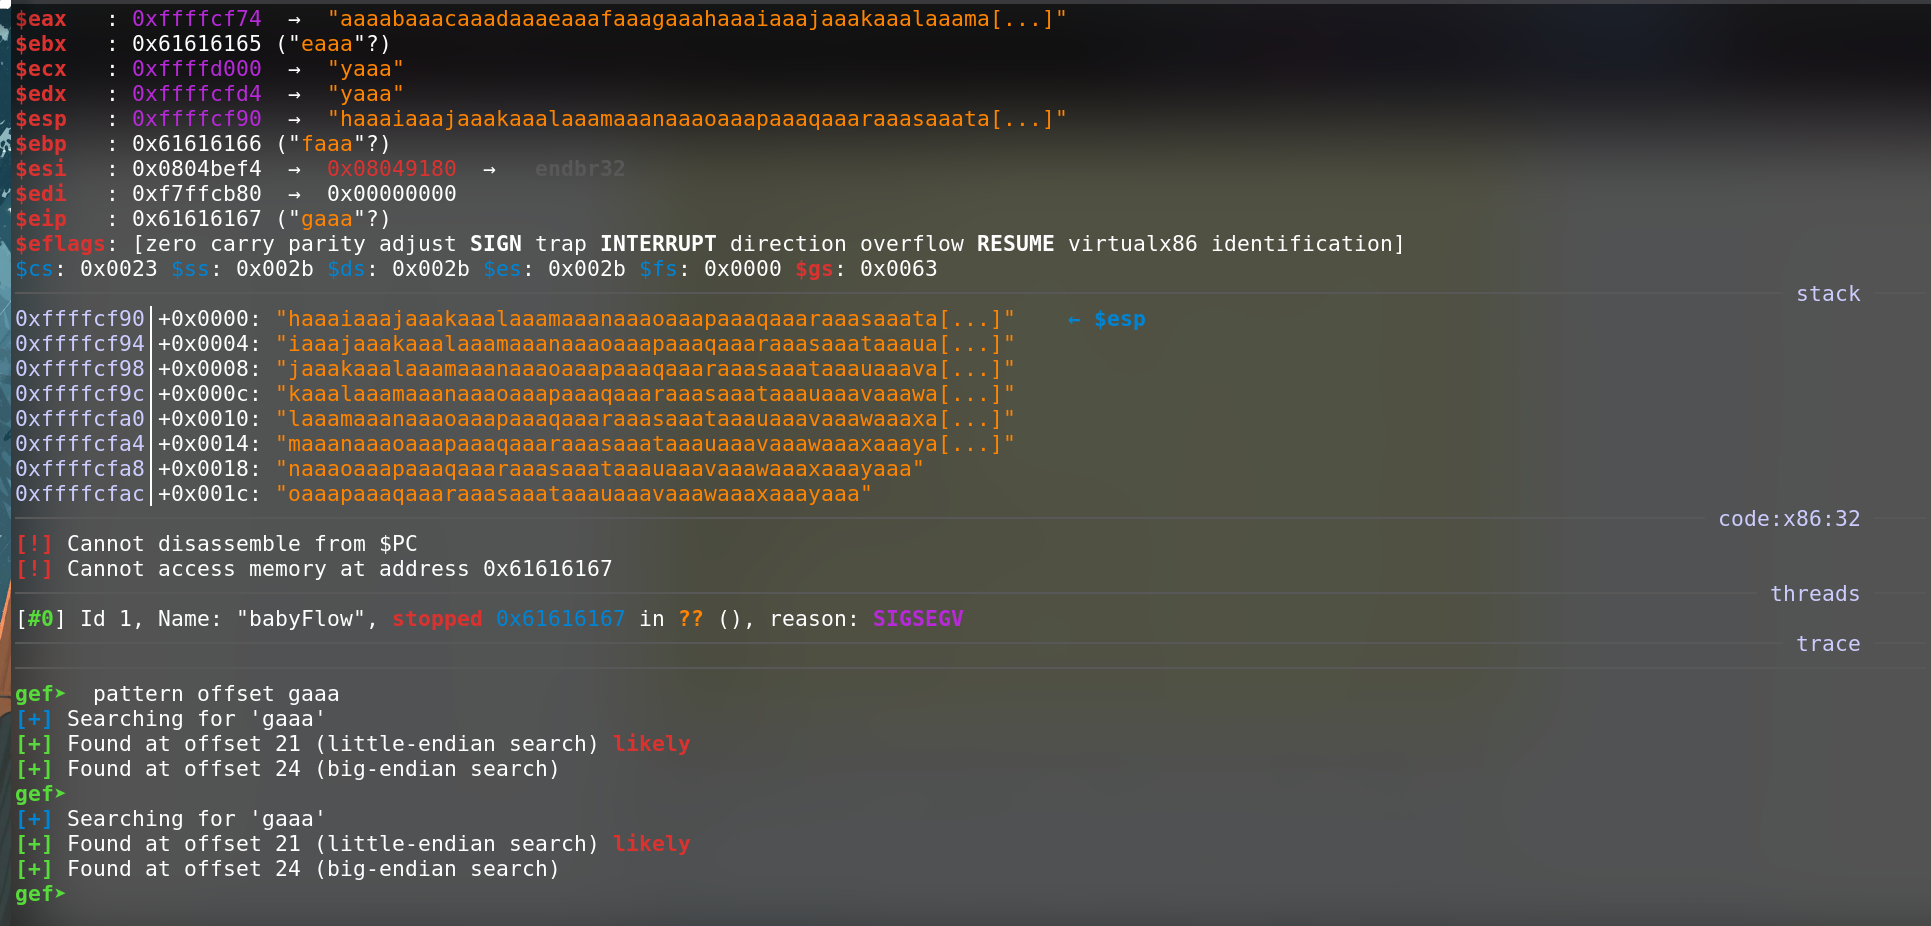 $eax   : 0xffffcf74  →  "aaaabaaacaaadaaaeaaafaaagaaahaaaiaaajaaakaaalaaama[...]"
$ebx   : 0x61616165 ("eaaa"?)
$ecx   : 0xffffd000  →  "yaaa"
$edx   : 0xffffcfd4  →  "yaaa"
$esp   : 0xffffcf90  →  "haaaiaaajaaakaaalaaamaaanaaaoaaapaaaqaaaraaasaaata[...]"
$ebp   : 0x61616166 ("faaa"?)
$esi   : 0x0804bef4  →  0x08049180  →   endbr32
$edi   : 0xf7ffcb80  →  0x00000000
$eip   : 0x61616167 ("gaaa"?)
$eflags: [zero carry parity adjust SIGN trap INTERRUPT direction overflow RESUME virtualx86 identification]
$cs: 0x0023 $ss: 0x002b $ds: 0x002b $es: 0x002b $fs: 0x0000 $gs: 0x0063
stack
0xffffcf90│+0x0000: "haaaiaaajaaakaaalaaamaaanaaaoaaapaaaqaaaraaasaaata[...]"    ← $esp
0xffffcf94│+0x0004: "iaaajaaakaaalaaamaaanaaaoaaapaaaqaaaraaasaaataaaua[...]"
0xffffcf98│+0x0008: "jaaakaaalaaamaaanaaaoaaapaaaqaaaraaasaaataaauaaava[...]"
0xffffcf9c│+0x000c: "kaaalaaamaaanaaaoaaapaaaqaaaraaasaaataaauaaavaaawa[...]"
0xffffcfa0│+0x0010: "laaamaaanaaaoaaapaaaqaaaraaasaaataaauaaavaaawaaaxa[...]"
0xffffcfa4│+0x0014: "maaanaaaoaaapaaaqaaaraaasaaataaauaaavaaawaaaxaaaya[...]"
0xffffcfa8│+0x0018: "naaaoaaapaaaqaaaraaasaaataaauaaavaaawaaaxaaayaaa"
0xffffcfac│+0x001c: "oaaapaaaqaaaraaasaaataaauaaavaaawaaaxaaayaaa"
code:x86:32
[!] Cannot disassemble from $PC
[!] Cannot access memory at address 0x61616167
threads
[#0] Id 1, Name: "babyFlow", stopped 0x61616167 in ?? (), reason: SIGSEGV
trace
gef➤  pattern offset gaaa
[+] Searching for 'gaaa'
[+] Found at offset 21 (little-endian search) likely
[+] Found at offset 24 (big-endian search)
gef➤
[+] Searching for 'gaaa'
[+] Found at offset 21 (little-endian search) likely
[+] Found at offset 24 (big-endian search)
gef➤